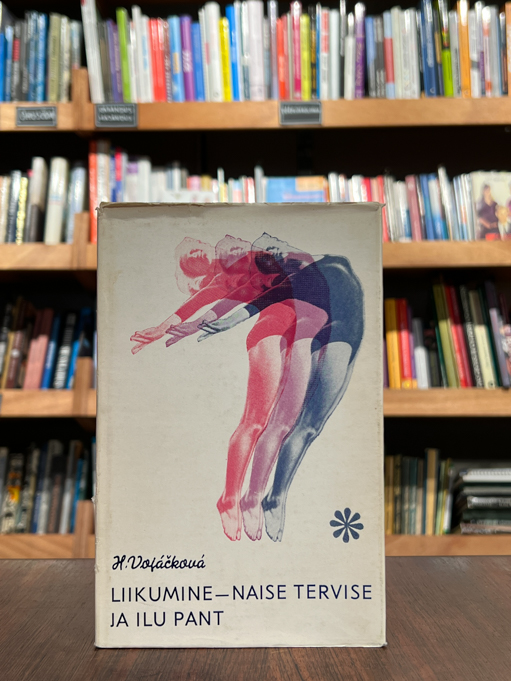 H. Vojáčková
LIIKUMINE—NAISE TERVISE
JA ILU PANT